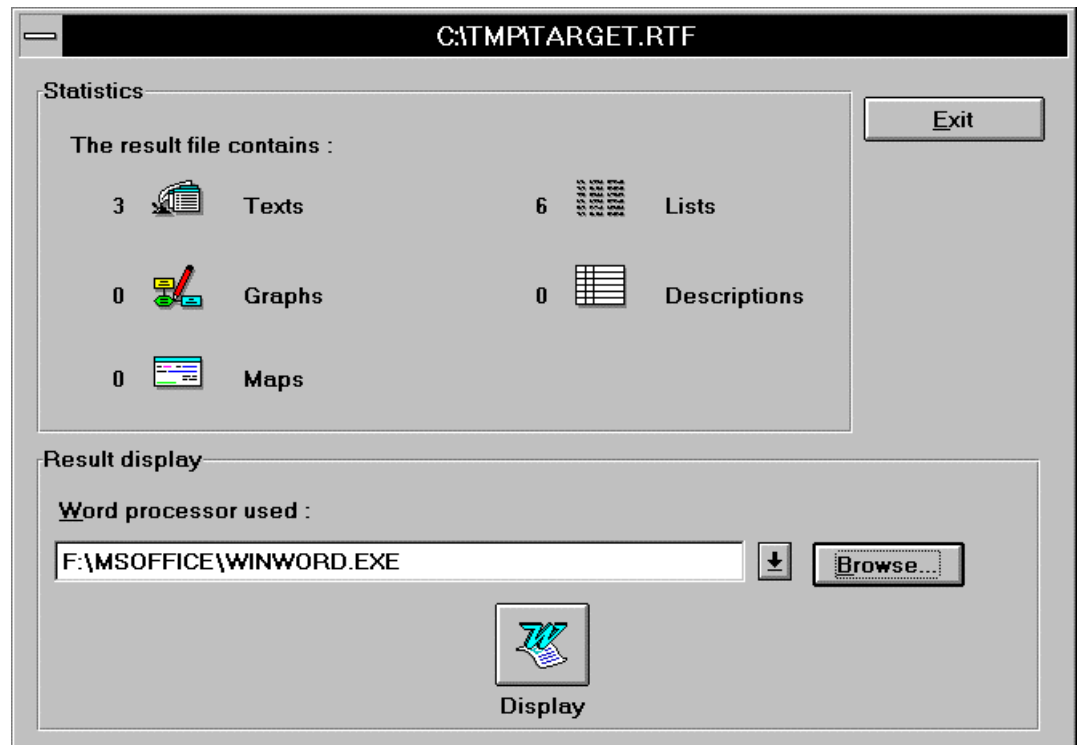 C:\TMP\TARGET.RTF
Statistics
Exit
The result file contains :
3 Texts
6 Lists
0 Graphs
0 Descriptions
0 Maps
Result display
Word processor used :
F:\MSOFFICE\WINWORD.EXE
Browse...
Display